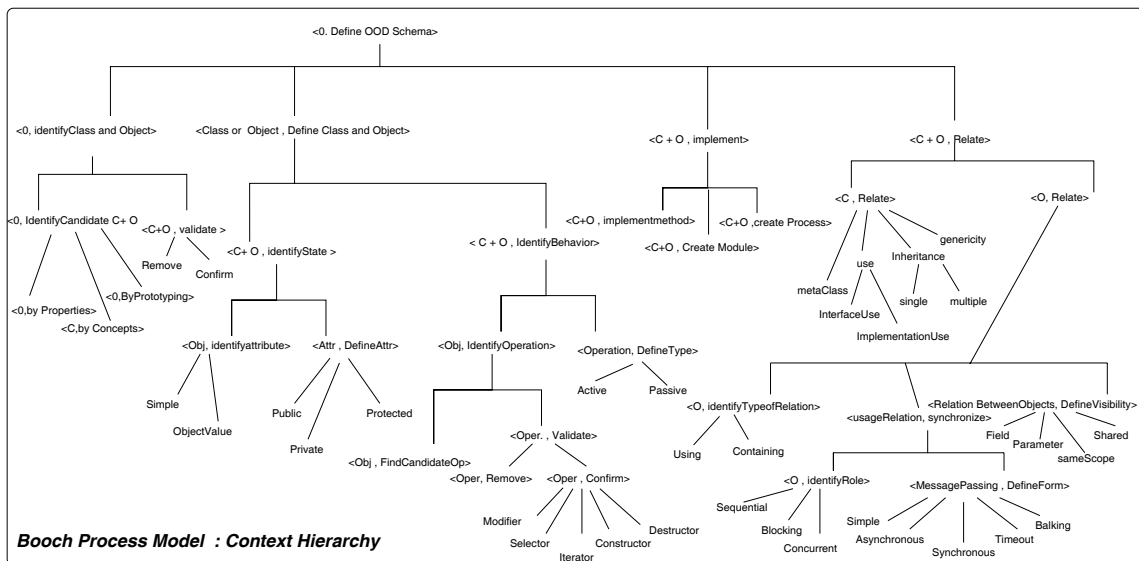 <0. Define OOD Schema>
<0, identifyClass and Object>
<Class or Object , Define Class and Object>
<C + O , implement>
<C + O , Relate>
<0, IdentifyCandidate C+ O
<C+O , validate >
Remove
Confirm
<0,by Properties>
<0,ByPrototyping>
<C,by Concepts>
<C+ O , identifyState >
< C + O , IdentifyBehavior>
<C+O , implementmethod>
<C+O ,create Process>
<C+O , Create Module>
<C , Relate>
<O, Relate>
genericity
Inheritance
use
metaClass
single
multiple
InterfaceUse
ImplementationUse
<Obj, identifyattribute>
<Attr , DefineAttr>
<Obj, IdentifyOperation>
<Operation, DefineType>
Simple
ObjectValue
Public
Protected
Private
Active
Passive
<Obj , FindCandidateOp>
<Oper. , Validate>
<Oper, Remove>
<Oper , Confirm>
Modifier
Selector
Iterator
Constructor
Destructor
<O, identifyTypeofRelation>
<usageRelation, synchronize>
<Relation BetweenObjects, DefineVisibility>
Using
Containing
Field
Parameter
sameScope
Shared
<O , identifyRole>
<MessagePassing , DefineForm>
Sequential
Blocking
Concurrent
Simple
Asynchronous
Synchronous
Timeout
Balking
Booch Process Model : Context Hierarchy